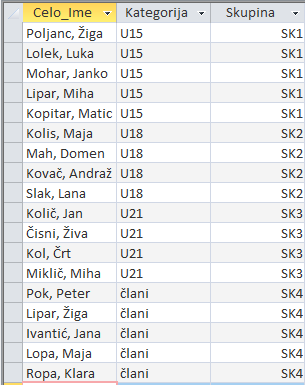 Celo_Ime Kategorija Skupina
Poljanc, Žiga U15 SK1
Lolek, Luka U15 SK1
Mohar, Janko U15 SK1
Lipar, Miha U15 SK1
Kopitar, Matic U15 SK1
Kolis, Maja U18 SK2
Mah, Domen U18 SK2
Kovač, Andraž U18 SK2
Slak, Lana U18 SK2
Količ, Jan U21 SK3
Čisni, Živa U21 SK3
Kol, Črt U21 SK3
Miklič, Miha U21 SK3
Pok, Peter člani SK4
Lipar, Žiga člani SK4
Ivantić, Jana člani SK4
Lopa, Maja člani SK4
Ropa, Klara člani SK4